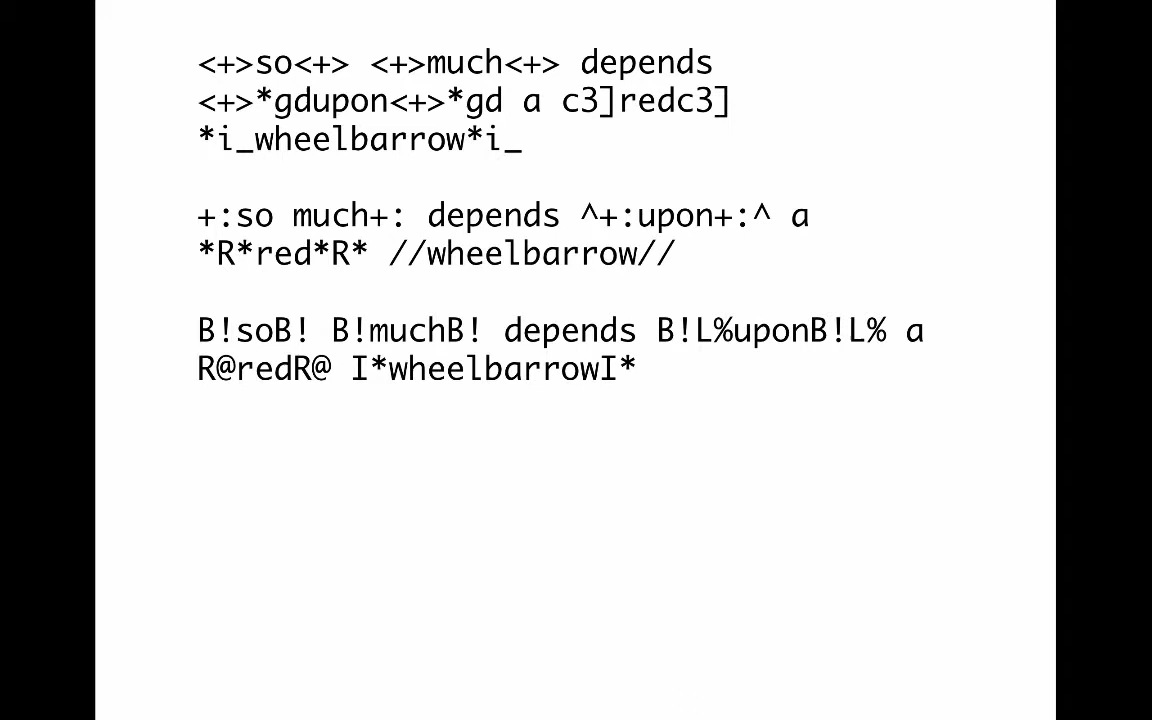 <+>so<+> <+>much<+> depends
<+>*gdupon<+>*gd a c3]redc3]
*i_wheelbarrow*i_
+:so much+: depends ^+:upon+:^ a
*R*red*R* //wheelbarrow//
B!soB! B!muchB! depends B!L%uponB!L% a
R@redR@ I*wheelbarrowI*